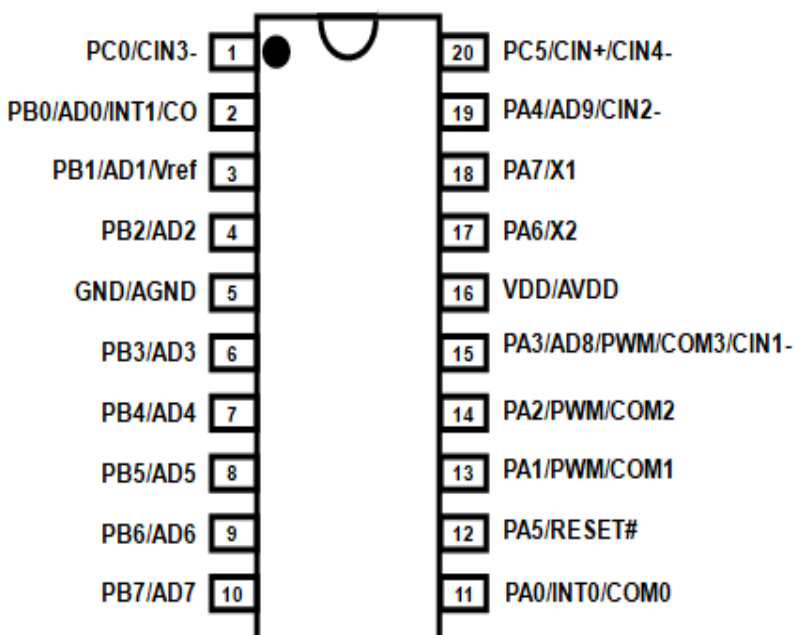 PC0/CIN3- 1 20 PC5/CIN+/CIN4-
PB0/AD0/INT1/CO 2 19 PA4/AD9/CIN2-
PB1/AD1/Vref 3 18 PA7/X1
PB2/AD2 4 17 PA6/X2
GND/AGND 5 16 VDD/AVDD
PB3/AD3 6 15 PA3/AD8/PWM/COM3/CIN1-
PB4/AD4 7 14 PA2/PWM/COM2
PB5/AD5 8 13 PA1/PWM/COM1
PB6/AD6 9 12 PA5/RESET#
PB7/AD7 10 11 PA0/INT0/COM0